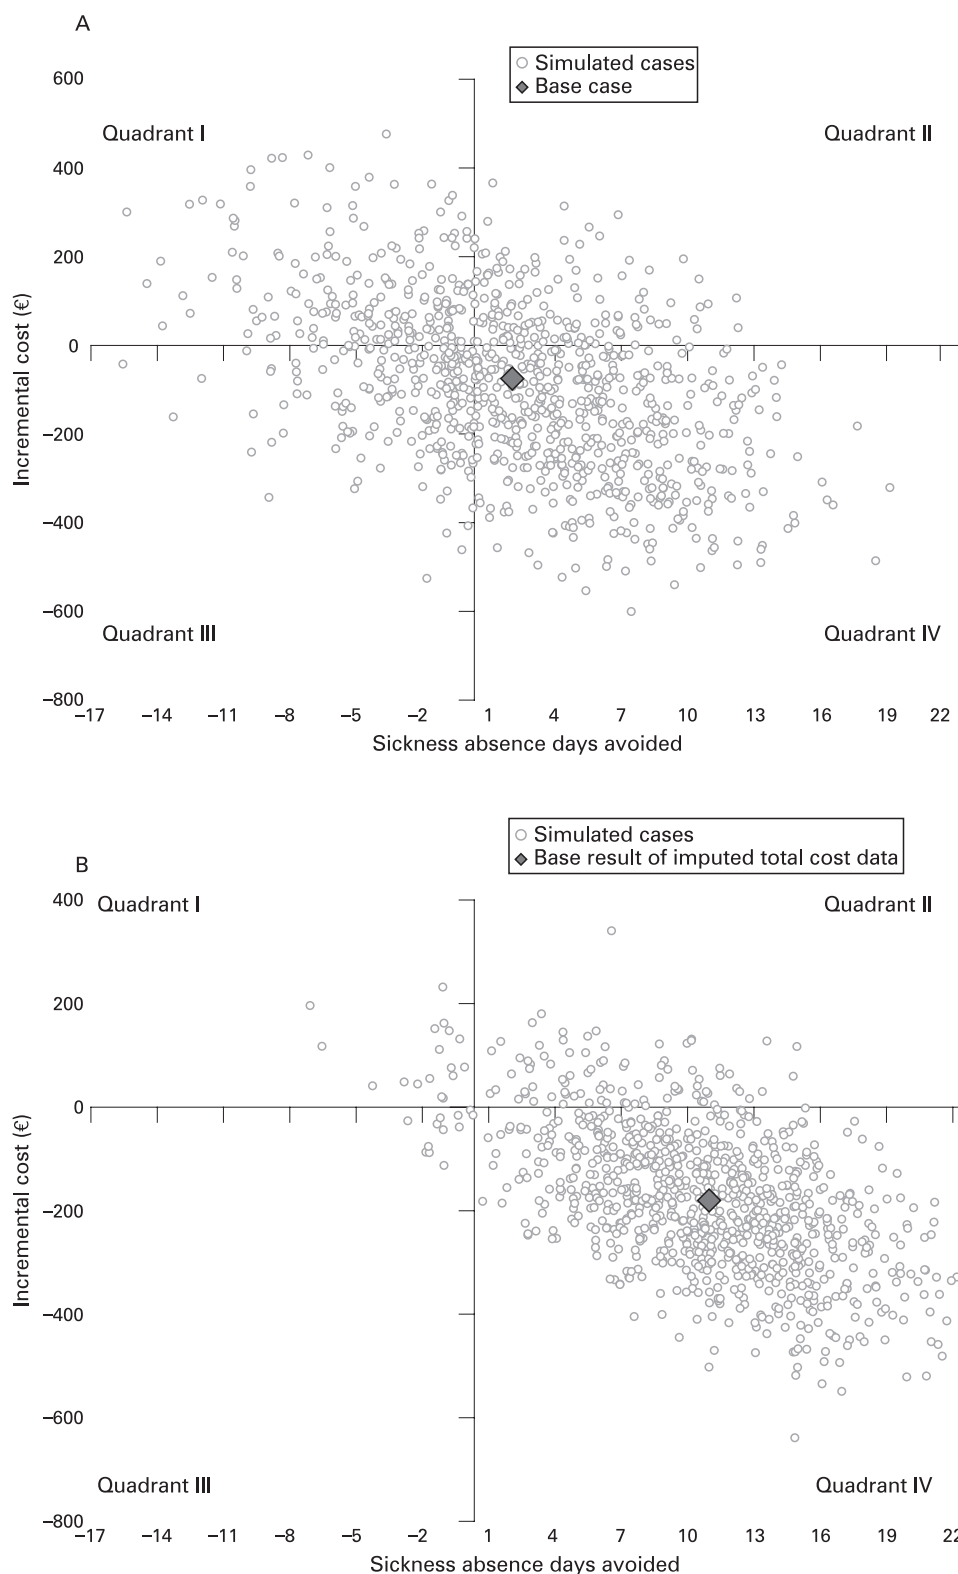 A
Simulated cases
Base case
600
Quadrant I
Quadrant II
400
200
0
−200
−400
−600
Quadrant III
Quadrant IV
−800
Incremental cost (€)
−17 −14 −11 −8 −5 −2 1 4 7 10 13 16 19 22
Sickness absence days avoided
Simulated cases
Base result of imputed total cost data
B
400
Quadrant I
Quadrant II
200
0
−200
−400
−600
Quadrant III
Quadrant IV
−800
Incremental cost (€)
−17 −14 −11 −8 −5 −2 1 4 7 10 13 16 19 22
Sickness absence days avoided